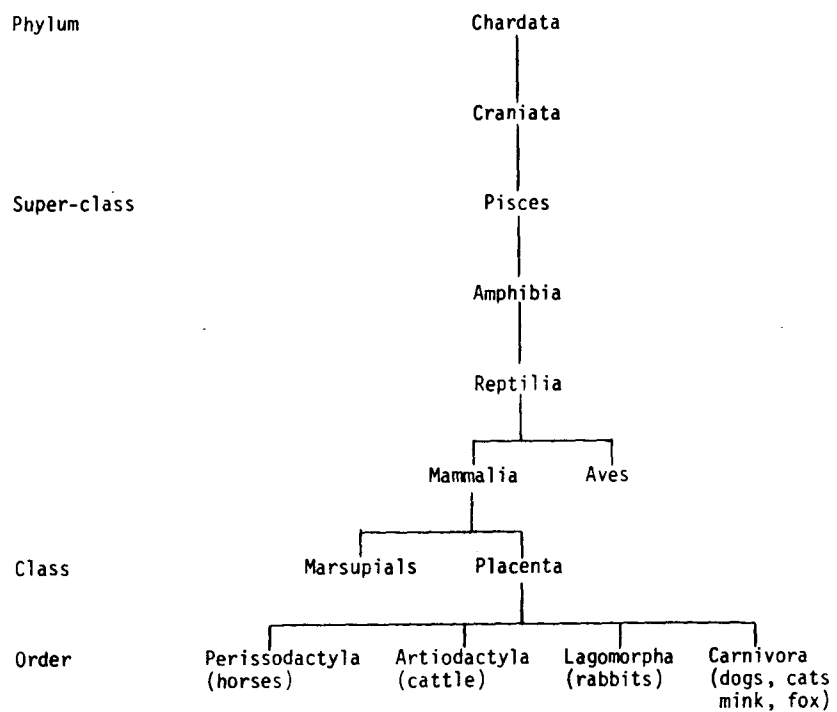 Phylum Chardata
Craniata
Super-class Pisces
Amphibia
Reptilia
Mammalia Aves
Class Marsupials Placenta
Order Perissodactyla Artiodactyla Lagomorpha Carnivora
(horses) (cattle) (rabbits) (dogs, cats
mink, fox)